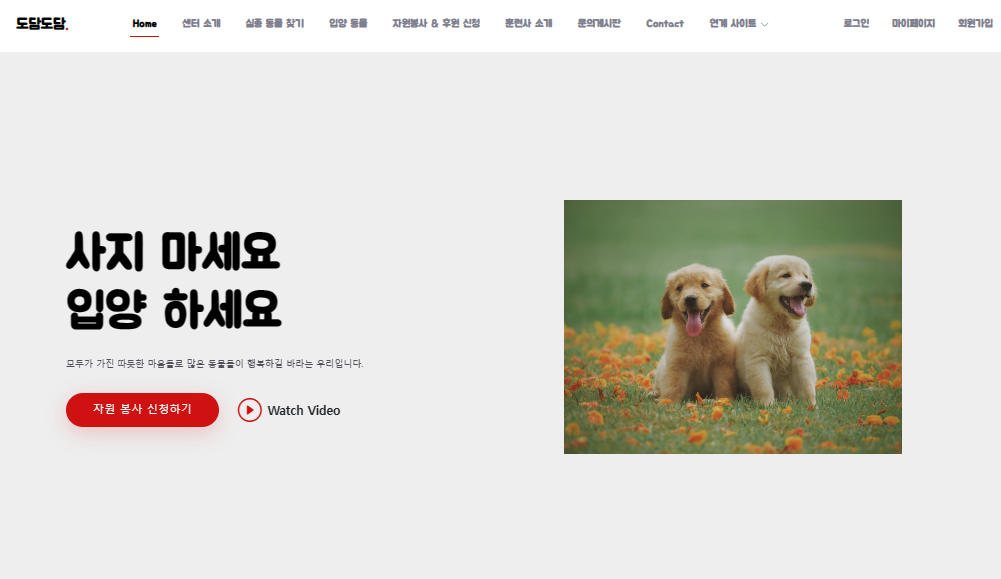 도담도담.
Home
센터 소개
실종 동물 찾기
입양 동물
자원봉사 & 후원 신청
훈련사 소개
문의게시판
Contact
연계 사이트
로그인
마이페이지
회원가입
사지 마세요
입양 하세요
모두가 가진 따듯한 마음들로 많은 동물들이 행복하길 바라는 우리입니다.
자원 봉사 신청하기
Watch Video